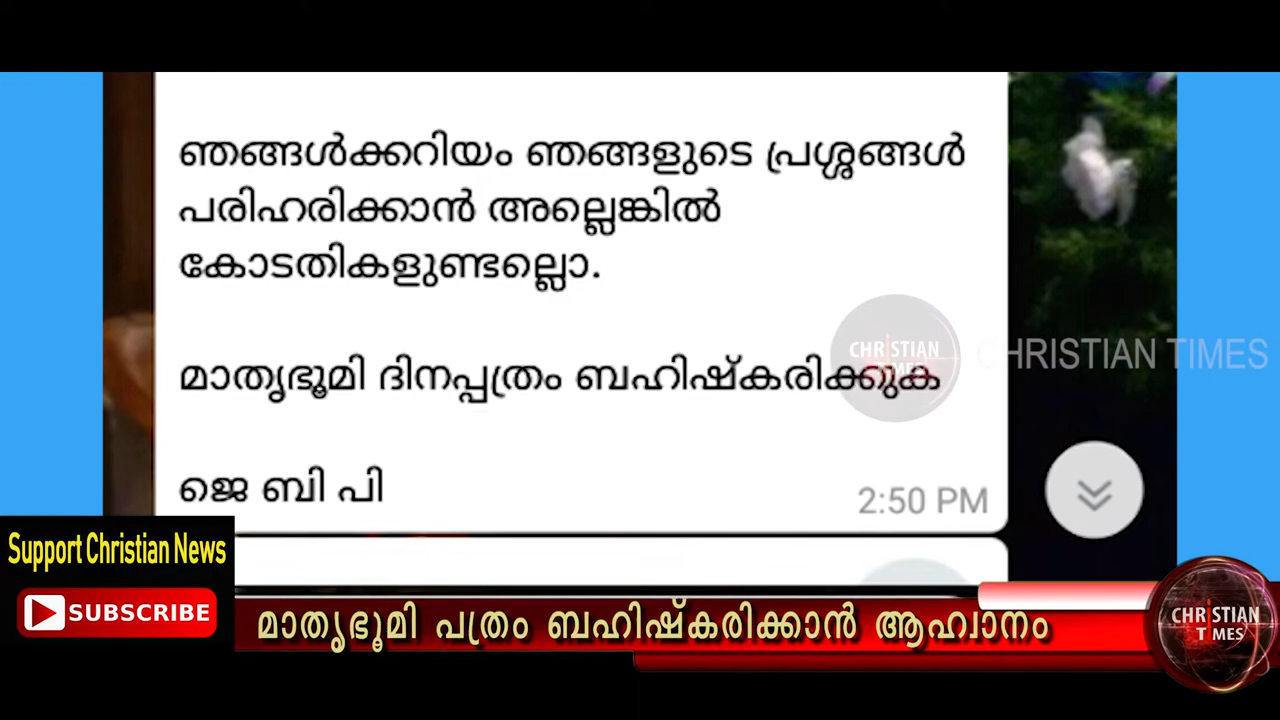 ഞങ്ങൾക്കറിയം ഞങ്ങളുടെ പ്രശ്ശങ്ങൾ
പരിഹരിക്കാൻ അല്ലെങ്കിൽ
കോടതികളുണ്ടല്ലൊ.
മാതൃഭൂമി ദിനപ്പത്രം ബഹിഷ്കരിക്കുക
CHRISTIAN TIMES
CHRISTIAN TIMES
ജെ ബി പി
2:50 PM
Support Christian News
SUBSCRIBE
മാതൃഭൂമി പത്രം ബഹിഷ്കരിക്കാൻ ആഹ്വാനം
CHRISTIAN
TIMES